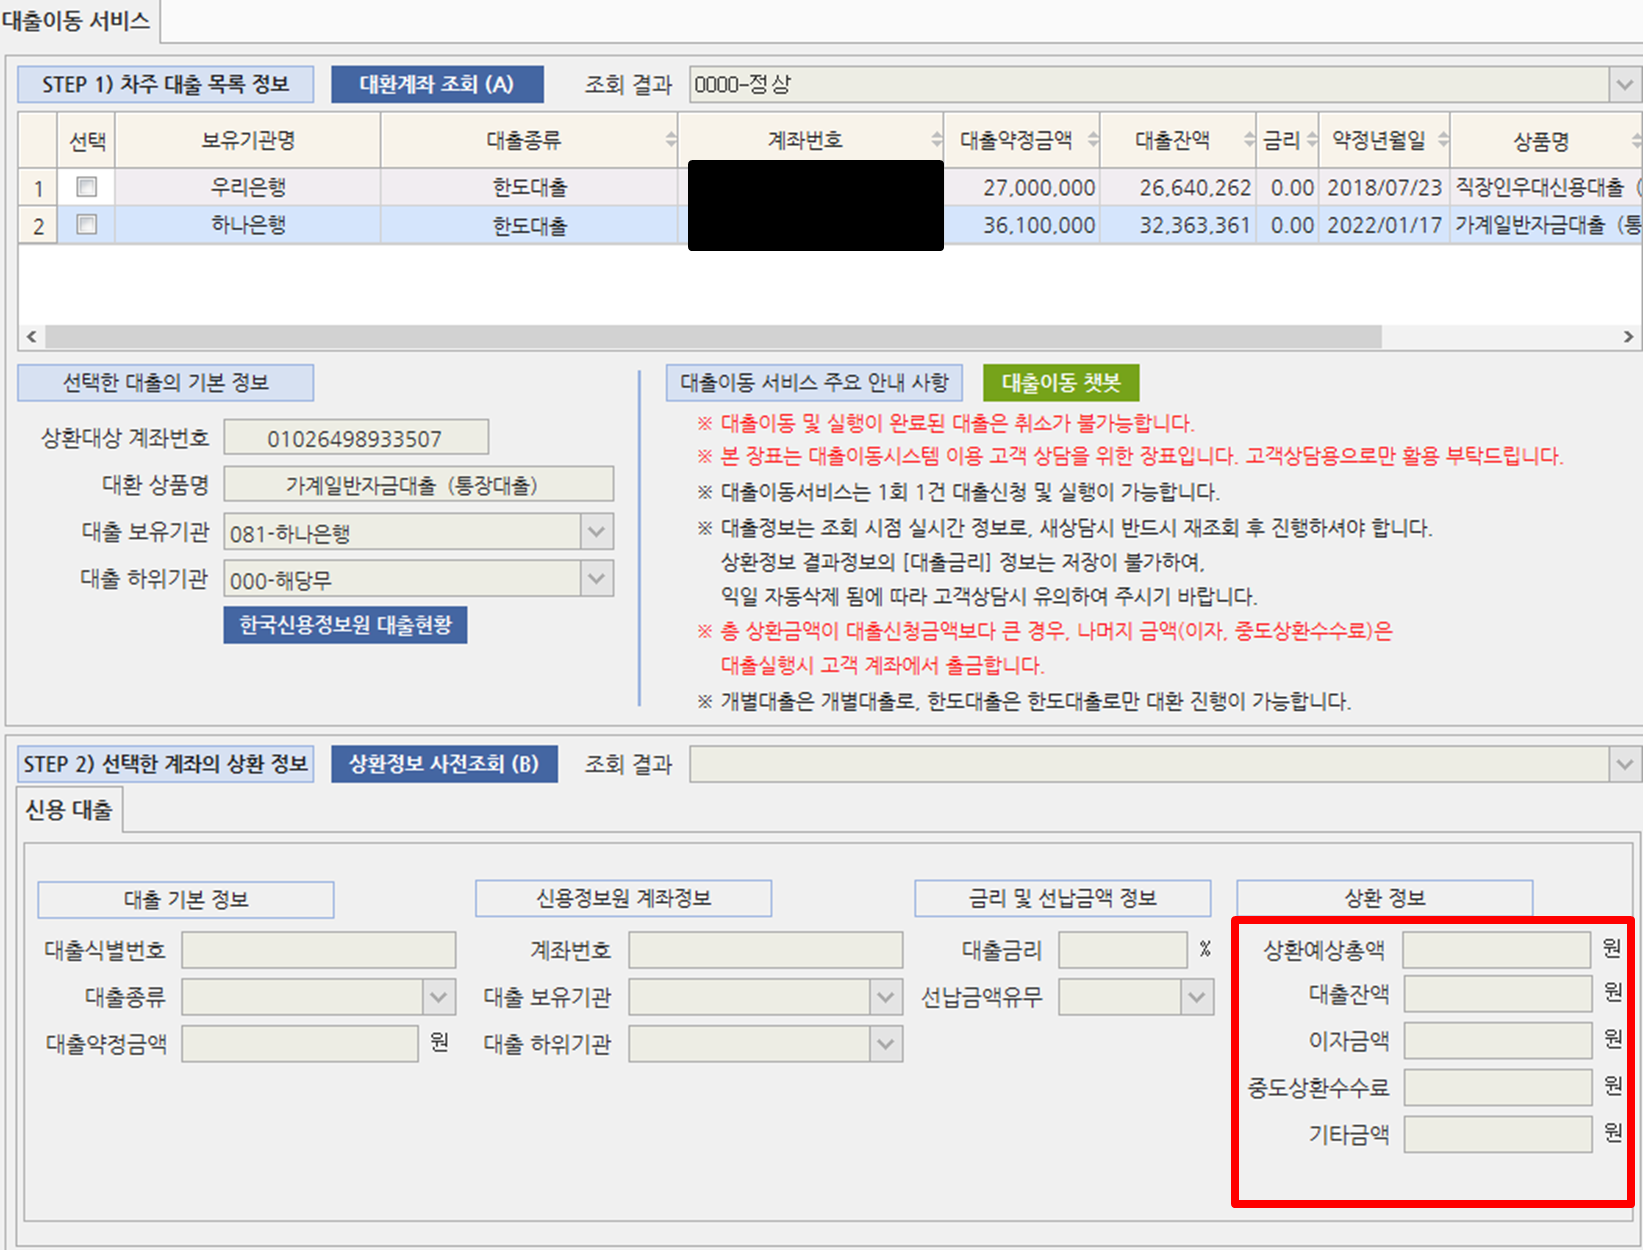 대출이동 서비스
STEP 1) 차주 대출 목록 정보 대환계좌 조회 (A) 조회 결과 0000-정상
선택 보유기관명 대출종류 계좌번호 대출약정금액 대출잔액 금리 약정년월일 상품명
1 우리은행 한도대출 27,000,000 26,640,262 0.00 2018/07/23 직장인우대신용대출 (
2 하나은행 한도대출 36,100,000 32,363,361 0.00 2022/01/17 가계일반자금대출 (통
선택한 대출의 기본 정보
상환대상 계좌번호 01026498933507
대환 상품명 가계일반자금대출 (통장대출)
대출 보유기관 081-하나은행
대출 하위기관 000-해당무
한국신용정보원 대출현황
대출이동 서비스 주요 안내 사항 대출이동 챗봇
※ 대출이동 및 실행이 완료된 대출은 취소가 불가능합니다.
※ 본 장표는 대출이동시스템 이용 고객 상담을 위한 장표입니다. 고객상담용으로만 활용 부탁드립니다.
※ 대출이동서비스는 1회 1건 대출신청 및 실행이 가능합니다.
※ 대출정보는 조회 시점 실시간 정보로, 새상담시 반드시 재조회 후 진행하셔야 합니다.
상환정보 결과정보의 [대출금리] 정보는 저장이 불가하여,
익일 자동삭제 됨에 따라 고객상담시 유의하여 주시기 바랍니다.
※ 총 상환금액이 대출신청금액보다 큰 경우, 나머지 금액(이자, 중도상환수수료)은
대출실행시 고객 계좌에서 출금합니다.
※ 개별대출은 개별대출로, 한도대출은 한도대출로만 대환 진행이 가능합니다.
STEP 2) 선택한 계좌의 상환 정보 상환정보 사전조회 (B) 조회 결과
신용 대출
대출 기본 정보
대출식별번호
대출종류
대출약정금액 원
신용정보원 계좌정보
계좌번호
대출 보유기관
대출 하위기관
금리 및 선납금액 정보
대출금리 %
선납금액유무
상환 정보
상환예상총액 원
대출잔액 원
이자금액 원
중도상환수수료 원
기타금액 원